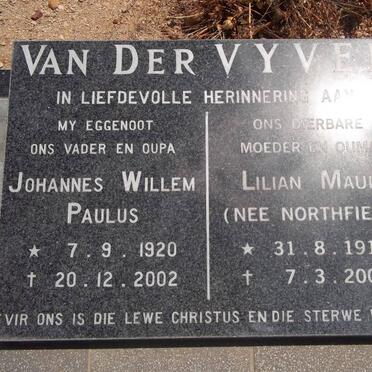 VAN DER VYVE
IN LIEFDEVOLLE HERINNERING AAN
MY EGGENOOT
ONS VADER EN OUPA
JOHANNES WILLEM
PAULUS
★ 7.9.1920
† 20.12.2002
ONS DIERBARE
MOEDER EN OUM
LILIAN MAU
(NEE NORTHFIE
★ 31.8.191
† 7.3.200
VIR ONS IS DIE LEWE CHRISTUS EN DIE STERWE